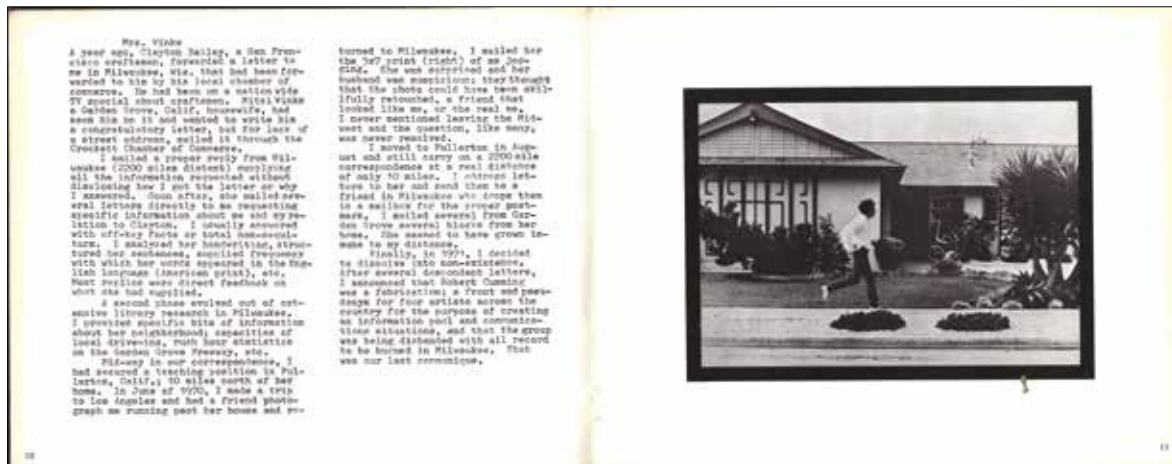 Mrs. Vinke
A year ago, Clayton Bailey, a San Fran-
cisco craftsman, forwarded a letter to
me in Milwaukee, Wis. that had been for-
warded to him by his local chamber of
commerce. He had been on a nation wide
TV special about craftsmen. Mitzi Vinke
a Garden Grove, Calif. housewife, had
seen him on it and wanted to write him
a congratulatory letter, but for lack of
a street address, mailed it through the
Crockett Chamber of Commerce.
I mailed a proper reply from Mil-
waukee (2200 miles distant) supplying
all the information requested without
disclosing how I got the letter or why
I answered. Soon after, she mailed sev-
eral letters directly to me requesting
specific information about me and my re-
lation to Clayton. I usually answered
with off-key facts or total non-sequi-
turs. I analyzed her handwriting, struc-
tured her sentences, supplied frequency
with which her words appeared in the Eng-
lish language (American print), etc.
Most replies were direct feedback on
what she had supplied.
A second phase evolved out of ext-
ensive library research in Milwaukee.
I provided specific bits of information
about her neighborhood; capacities of
local drive-ins, rush hour statistics
on the Garden Grove Freeway, etc.
Mid-way in our correspondence, I
had secured a teaching position in Ful-
lerton, Calif.; 10 miles north of her
home. In June of 1970, I made a trip
to Los Angeles and had a friend photo-
graph me running past her house and re-
turned to Milwaukee. I mailed her
the 5x7 print (right) of me jog-
ging. She was surprised and her
husband was suspicious; they thought
that the photo could have been skil-
lfully retouched, a friend that
looked like me, or the real me.
I never mentioned leaving the Mid-
west and the question, like many,
was never resolved.
I moved to Fullerton in Aug-
ust and still carry on a 2200 mile
correspondence at a real distance
of only 10 miles. I address let-
ters to her and send them to a
friend in Milwaukee who drops them
in a mailbox for the proper post-
mark. I mailed several from Gar-
den Grove several blocks from her
home. She seemed to have grown im-
mune to my distance.
Finally, in 1971, I decided
to dissolve into non-existence.
After several despondent letters,
I announced that Robert Cumming
was a fabrication; a front and pseu-
donym for four artists across the
country for the purpose of creating
an information pool and communica-
tions situations, and that the group
was being disbanded with all record
to be burned in Milwaukee. That
was our last communique.